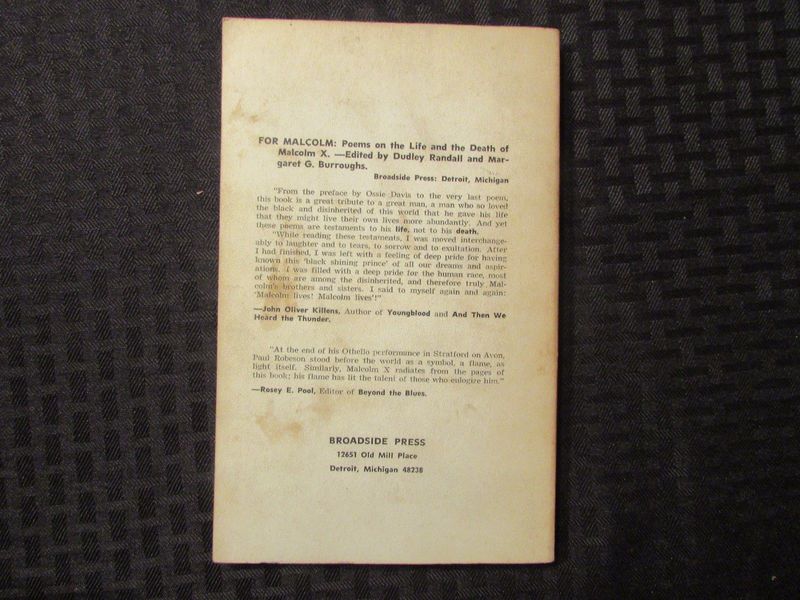 FOR MALCOLM: Poems on the Life and the Death of
Malcolm X. —Edited by Dudley Randall and Mar-
garet G. Burroughs.
Broadside Press: Detroit, Michigan
"From the preface by Ossie Davis to the very last poem,
this book is a great tribute to a great man, a man who so loved
the black and disinherited of this world that he gave his life
that they might live their own lives more abundantly. And yet
these poems are testaments to his life, not to his death.
"While reading these testaments, I was moved interchange-
ably to laughter and to tears, to sorrow and to exultation. After
I had finished, I was left with a feeling of deep pride for having
known this 'black shining prince' of all our dreams and aspir-
ations. I was filled with a deep pride for the human race, most
of whom are among the disinherited, and therefore truly Mal-
colm's brothers and sisters. I said to myself again and again:
'Malcolm lives! Malcolm lives'!"
—John Oliver Killens, Author of Youngblood and And Then We
Heard the Thunder.
"At the end of his Othello performance in Stratford on Avon,
Paul Robeson stood before the world as a symbol, a flame, as
light itself. Similarly, Malcolm X radiates from the pages of
this book; his flame has lit the talent of those who eulogize him."
—Rosey E. Pool, Editor of Beyond the Blues.
BROADSIDE PRESS
12651 Old Mill Place
Detroit, Michigan 48238